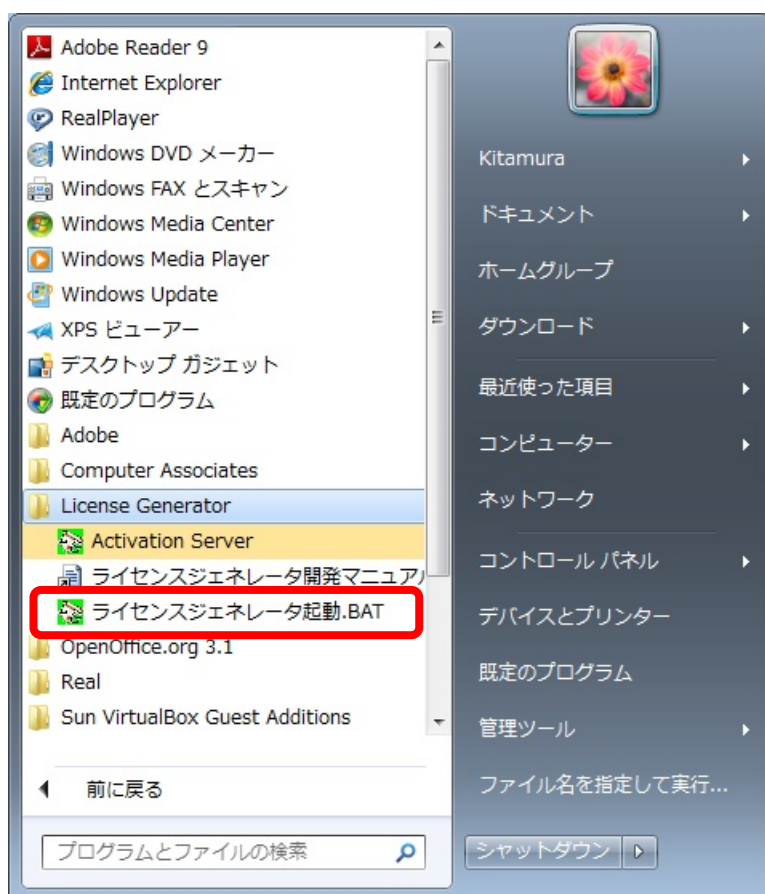 Adobe Reader 9
Internet Explorer
RealPlayer
Windows DVD メーカー
Windows FAX とスキャン
Windows Media Center
Windows Media Player
Windows Update
XPS ビューアー
デスクトップ ガジェット
既定のプログラム
Adobe
Computer Associates
License Generator
Activation Server
ライセンスジェネレータ開発マニュアル
ライセンスジェネレータ起動.BAT
OpenOffice.org 3.1
Real
Sun VirtualBox Guest Additions
前に戻る
プログラムとファイルの検索
Kitamura
ドキュメント
ホームグループ
ダウンロード
最近使った項目
コンピューター
ネットワーク
コントロール パネル
デバイスとプリンター
既定のプログラム
管理ツール
ファイル名を指定して実行...
シャットダウン